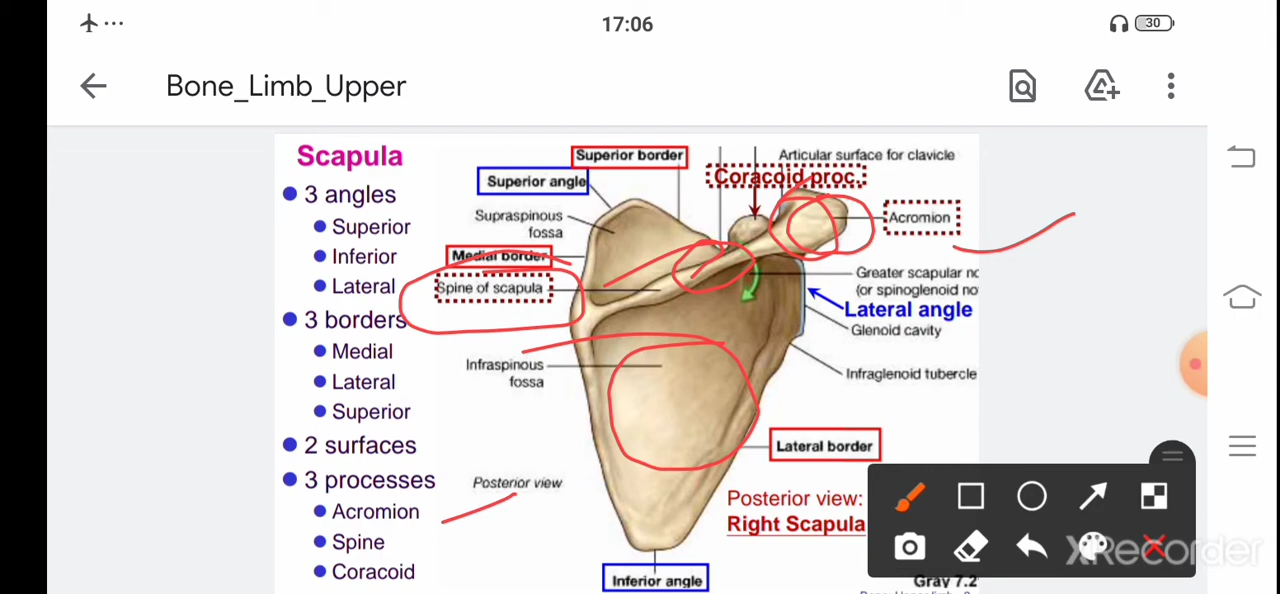 17:06
30
Bone_Limb_Upper
Scapula
3 angles
Superior
Inferior
Lateral
3 borders
Medial
Lateral
Superior
2 surfaces
3 processes
Acromion
Spine
Coracoid
Superior border
Superior angle
Supraspinous
fossa
Medial border
Spine of scapula
Infraspinous
fossa
Posterior view
Inferior angle
Articular surface for clavicle
Coracoid proc.
Acromion
Greater scapular
(or spinoglenoid
Lateral angle
Glenoid cavity
Infraglenoid tubercle
Lateral border
Posterior view:
Right Scapula
XRecorder
Gray 7.2